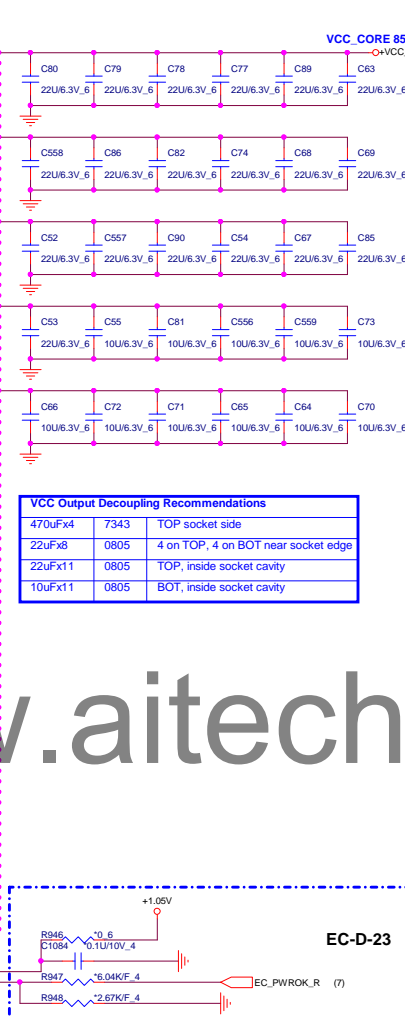 VCC_CORE 85
+VCC_
C80 C79 C78 C77 C89 C63
22U/6.3V_6 22U/6.3V_6 22U/6.3V_6 22U/6.3V_6 22U/6.3V_6 22U/6.3V_6
C558 C86 C82 C74 C68 C69
22U/6.3V_6 22U/6.3V_6 22U/6.3V_6 22U/6.3V_6 22U/6.3V_6 22U/6.3V_6
C52 C557 C90 C54 C67 C85
22U/6.3V_6 22U/6.3V_6 22U/6.3V_6 22U/6.3V_6 22U/6.3V_6 22U/6.3V_6
C53 C55 C81 C556 C559 C73
22U/6.3V_6 10U/6.3V_6 10U/6.3V_6 10U/6.3V_6 10U/6.3V_6 10U/6.3V_6
C66 C72 C71 C65 C64 C70
10U/6.3V_6 10U/6.3V_6 10U/6.3V_6 10U/6.3V_6 10U/6.3V_6 10U/6.3V_6
VCC Output Decoupling Recommendations
470uFx4 7343 TOP socket side
22uFx8 0805 4 on TOP, 4 on BOT near socket edge
22uFx11 0805 TOP, inside socket cavity
10uFx11 0805 BOT, inside socket cavity
v.aitech
+1.05V
R946 *0_6
EC-D-23
C1084 *0.1U/10V_4
R947 *6.04K/F_4
EC_PWROK_R (7)
R948 *2.67K/F_4